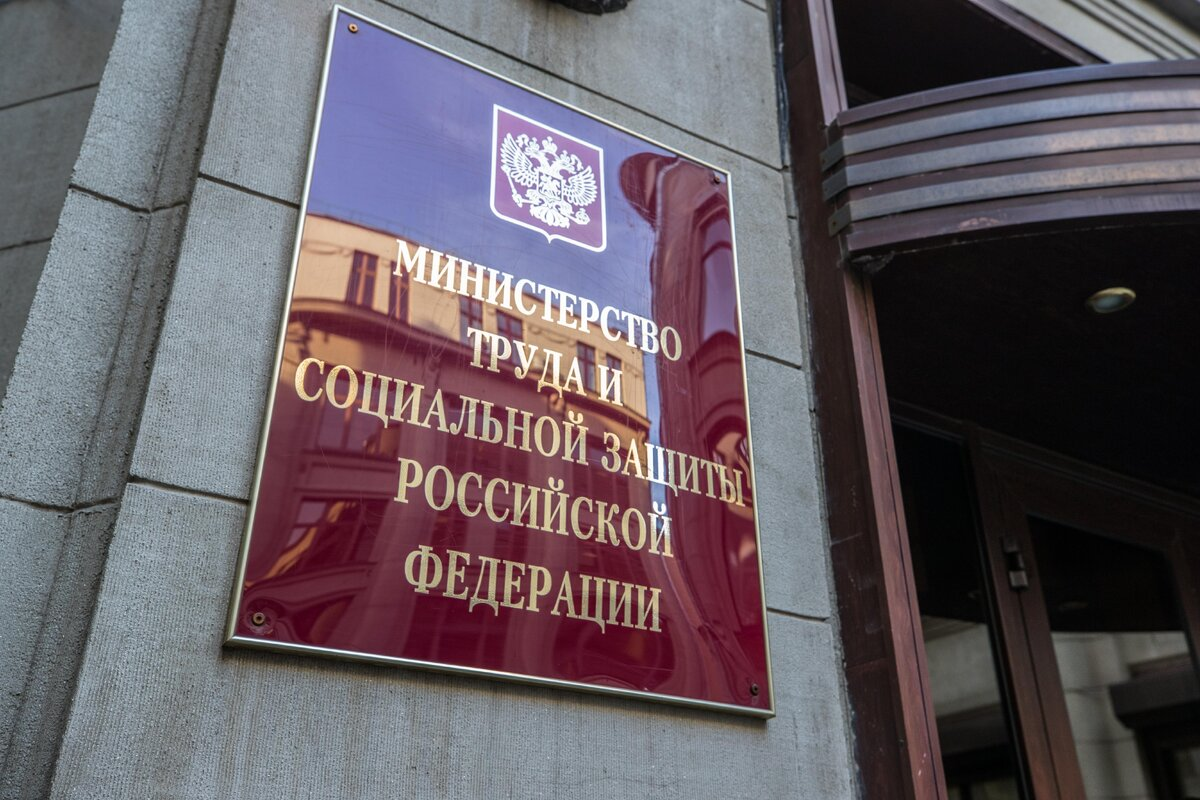 МИНИСТЕРСТВО
ТРУДА И
СОЦИАЛЬНОЙ ЗАЩИТЫ
РОССИЙСКОЙ
ФЕДЕРАЦИИ